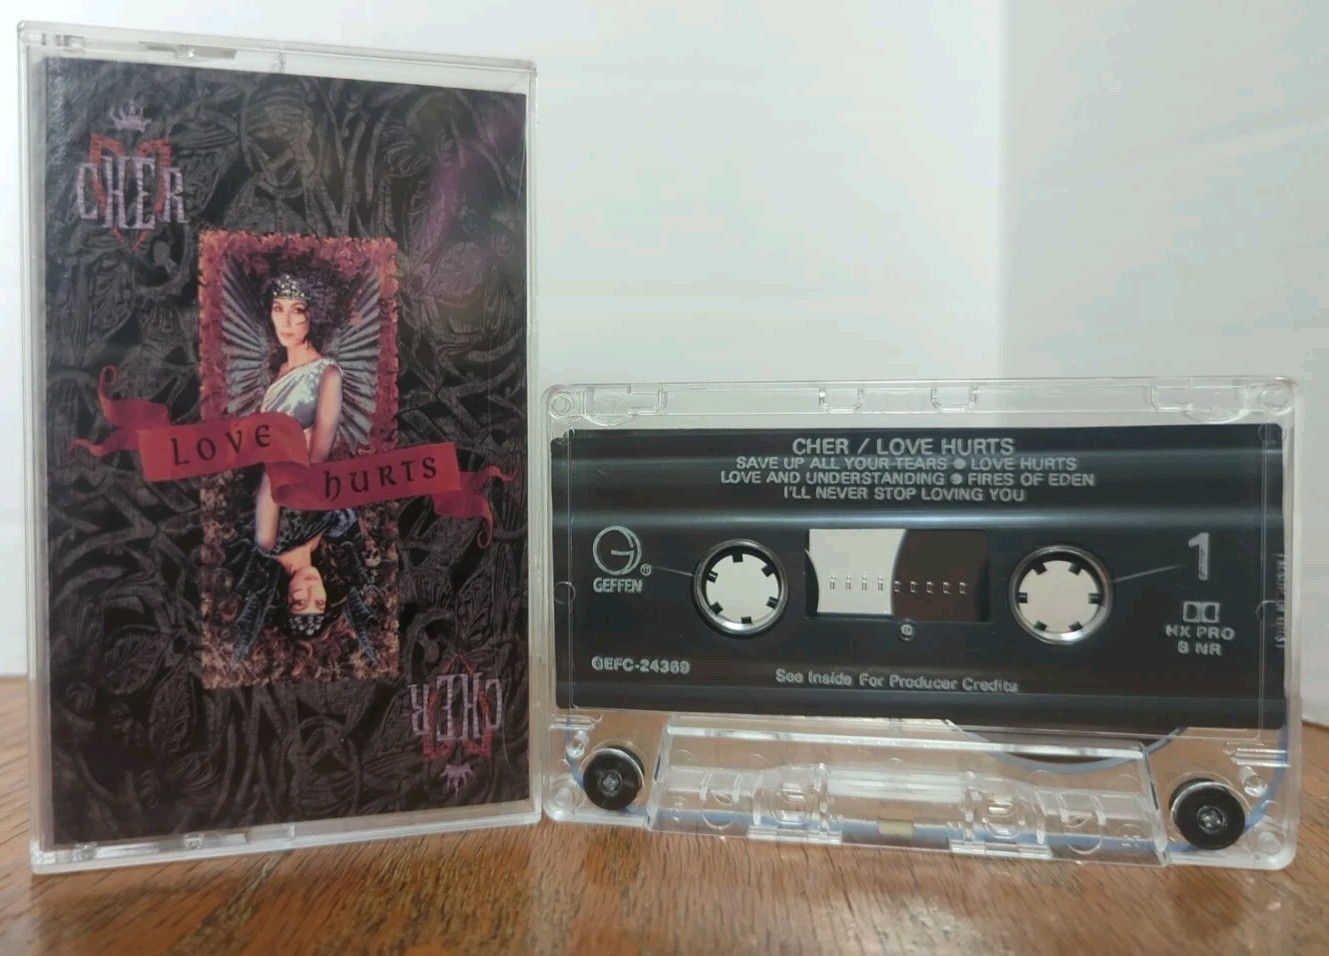 CHER
LOVE
HURTS
CHER
CHER / LOVE HURTS
SAVE UP ALL YOUR TEARS ● LOVE HURTS
LOVE AND UNDERSTANDING ● FIRES OF EDEN
I'LL NEVER STOP LOVING YOU
G
GEFFEN®
1
HX PRO
B NR
GEFC-24369
See Inside For Producer Credits